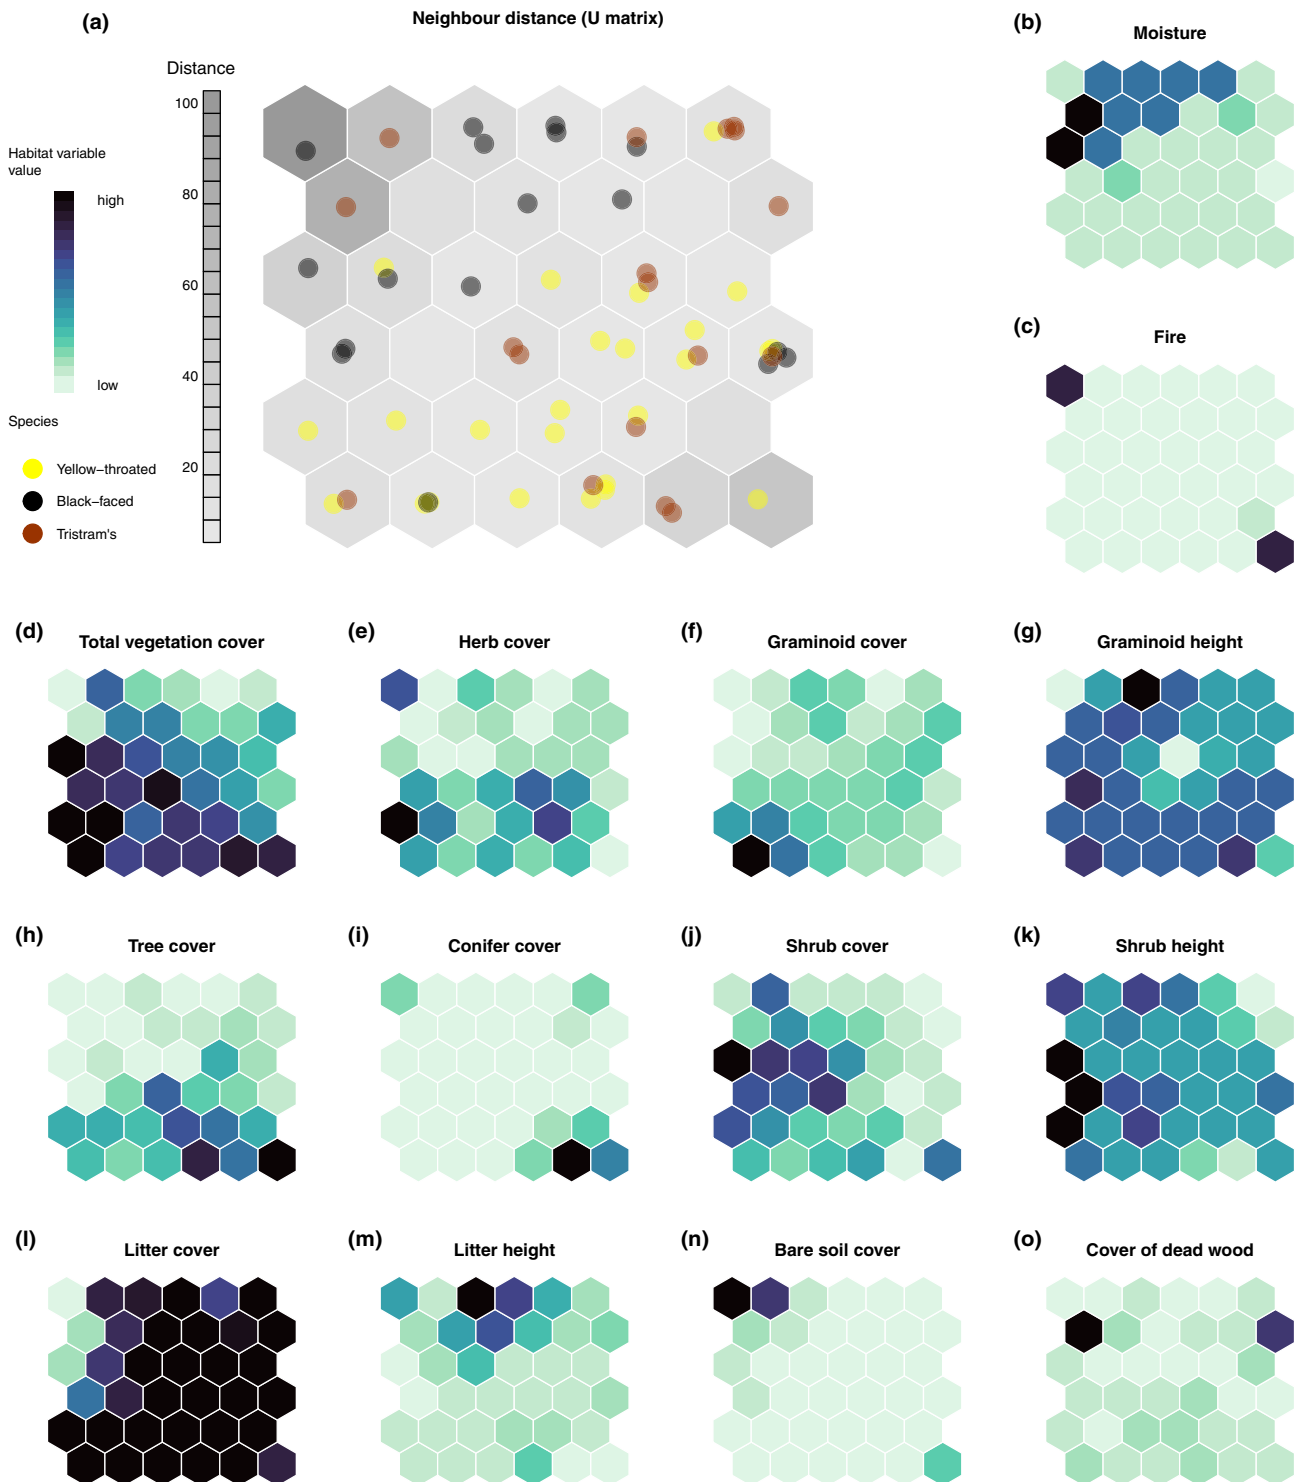 (a)
Neighbour distance (U matrix)
Distance
100
80
60
40
20
Habitat variable
value
high
low
Species
Yellow−throated
Black−faced
Tristram's
(b)
Moisture
(c)
Fire
(d)
Total vegetation cover
(e)
Herb cover
(f)
Graminoid cover
(g)
Graminoid height
(h)
Tree cover
(i)
Conifer cover
(j)
Shrub cover
(k)
Shrub height
(l)
Litter cover
(m)
Litter height
(n)
Bare soil cover
(o)
Cover of dead wood